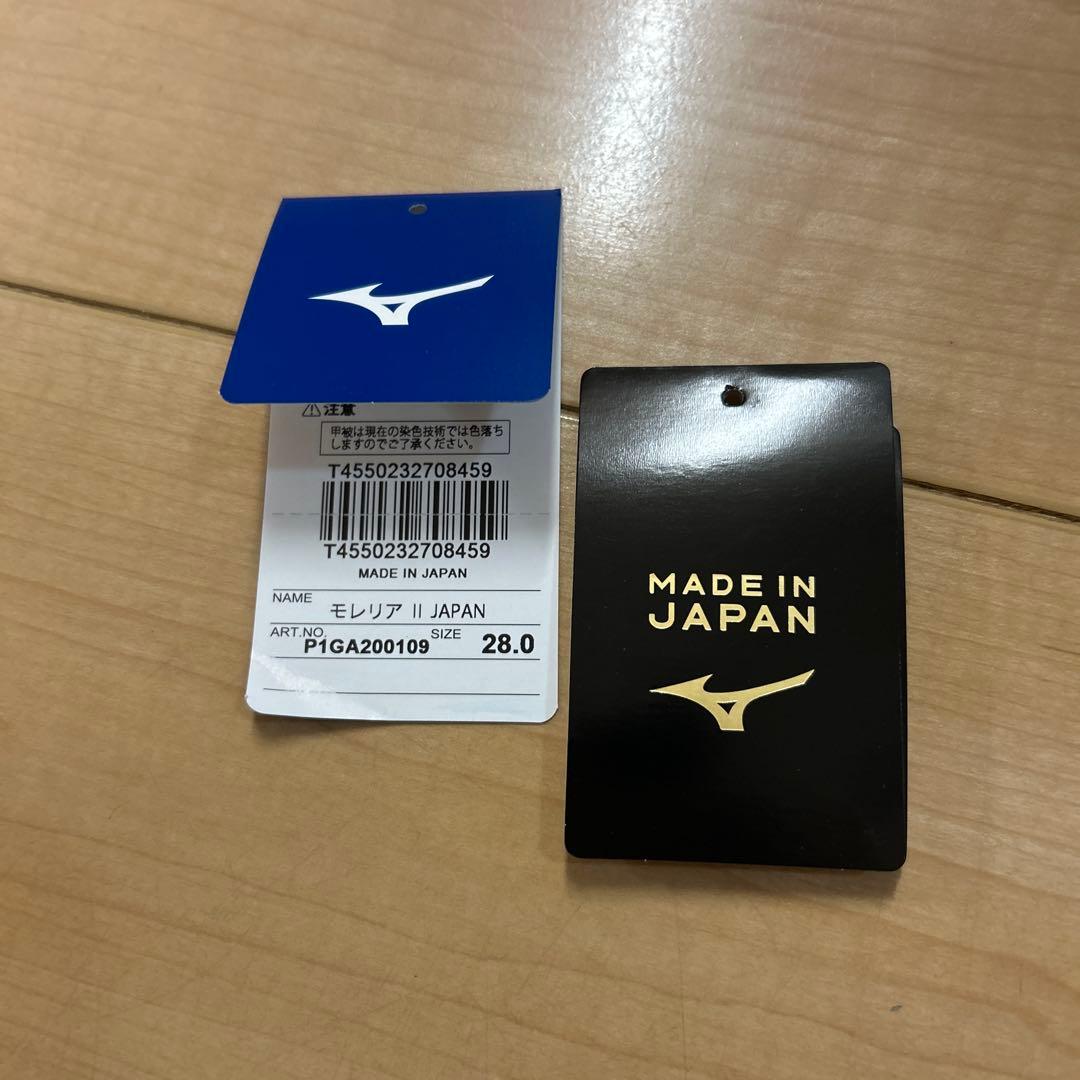 ⚠注意
甲被は現在の染色技術では色落ち
しますのでご了承ください。
T4550232708459
T4550232708459
MADE IN JAPAN
NAME モレリア II JAPAN
ART.NO. P1GA200109 SIZE 28.0
MADE IN
JAPAN